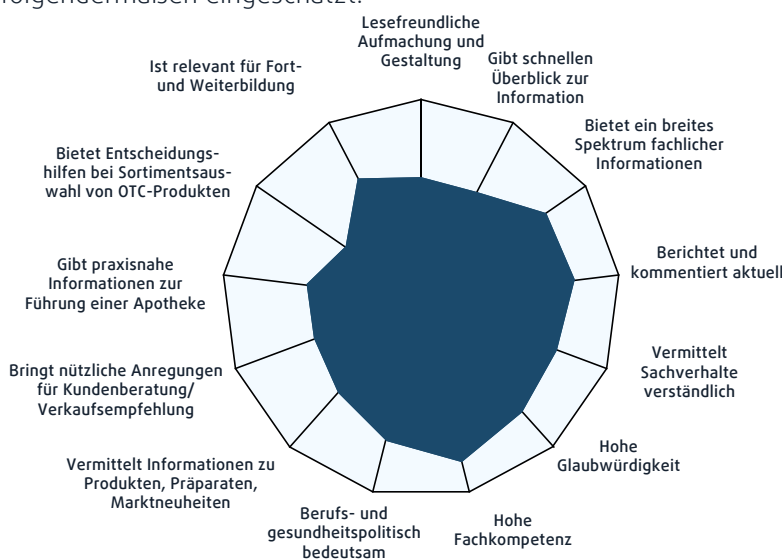 folgendermaßen eingeschätzt:
Lesefreundliche
Aufmachung und
Gestaltung
Gibt schnellen
Überblick zur
Information
Bietet ein breites
Spektrum fachlicher
Informationen
Berichtet und
kommentiert aktuell
Vermittelt
Sachverhalte
verständlich
Hohe
Glaubwürdigkeit
Hohe
Fachkompetenz
Berufs- und
gesundheitspolitisch
bedeutsam
Vermittelt Informationen zu
Produkten, Präparaten,
Marktneuheiten
Bringt nützliche Anregungen
für Kundenberatung/
Verkaufsempfehlung
Gibt praxisnahe
Informationen zur
Führung einer Apotheke
Bietet Entscheidungs-
hilfen bei Sortimentsaus-
wahl von OTC-Produkten
Ist relevant für Fort-
und Weiterbildung